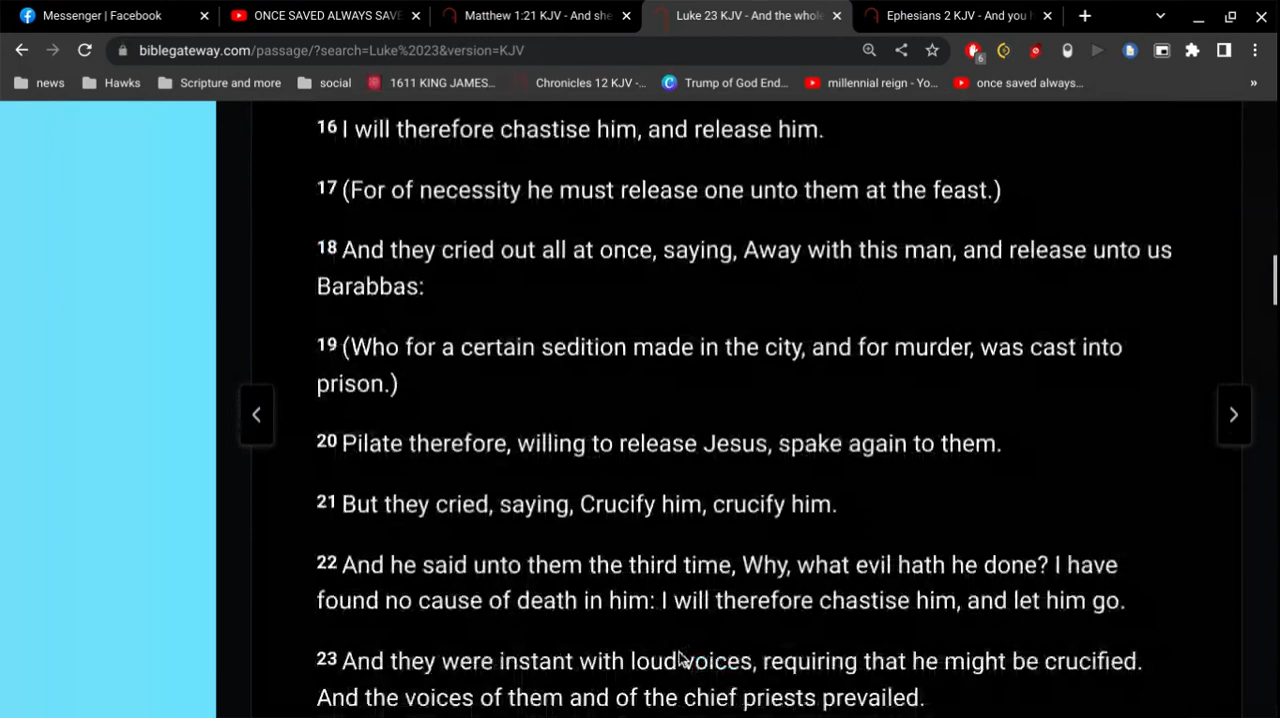 Messenger | Facebook
ONCE SAVED ALWAYS SAVE
Matthew 1:21 KJV - And she
Luke 23 KJV - And the whole
Ephesians 2 KJV - And you h
biblegateway.com/passage/?search=Luke%2023&version=KJV
6
news
Hawks
Scripture and more
social
1611 KING JAMES...
Chronicles 12 KJV -...
Trump of God End...
millennial reign - Yo...
once saved always...
16 I will therefore chastise him, and release him.
17 (For of necessity he must release one unto them at the feast.)
18 And they cried out all at once, saying, Away with this man, and release unto us
Barabbas:
19 (Who for a certain sedition made in the city, and for murder, was cast into
prison.)
20 Pilate therefore, willing to release Jesus, spake again to them.
21 But they cried, saying, Crucify him, crucify him.
22 And he said unto them the third time, Why, what evil hath he done? I have
found no cause of death in him: I will therefore chastise him, and let him go.
23 And they were instant with loud voices, requiring that he might be crucified.
And the voices of them and of the chief priests prevailed.